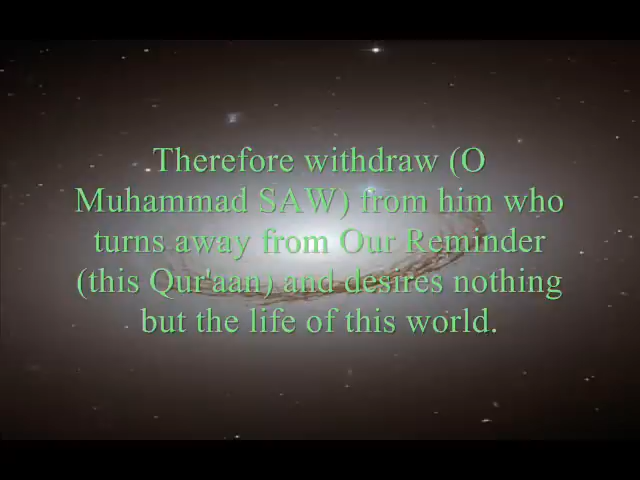 Therefore withdraw (O
Muhammad SAW) from him who
turns away from Our Reminder
(this Qur'aan) and desires nothing
but the life of this world.